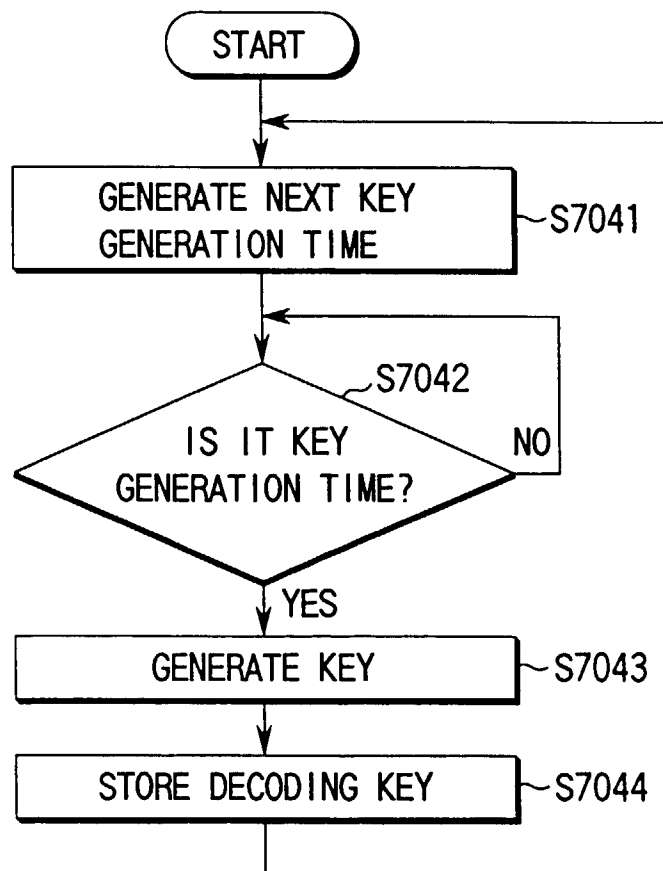 START
GENERATE NEXT KEY
GENERATION TIME
S7041
S7042
IS IT KEY
GENERATION TIME?
NO
YES
GENERATE KEY
S7043
STORE DECODING KEY
S7044